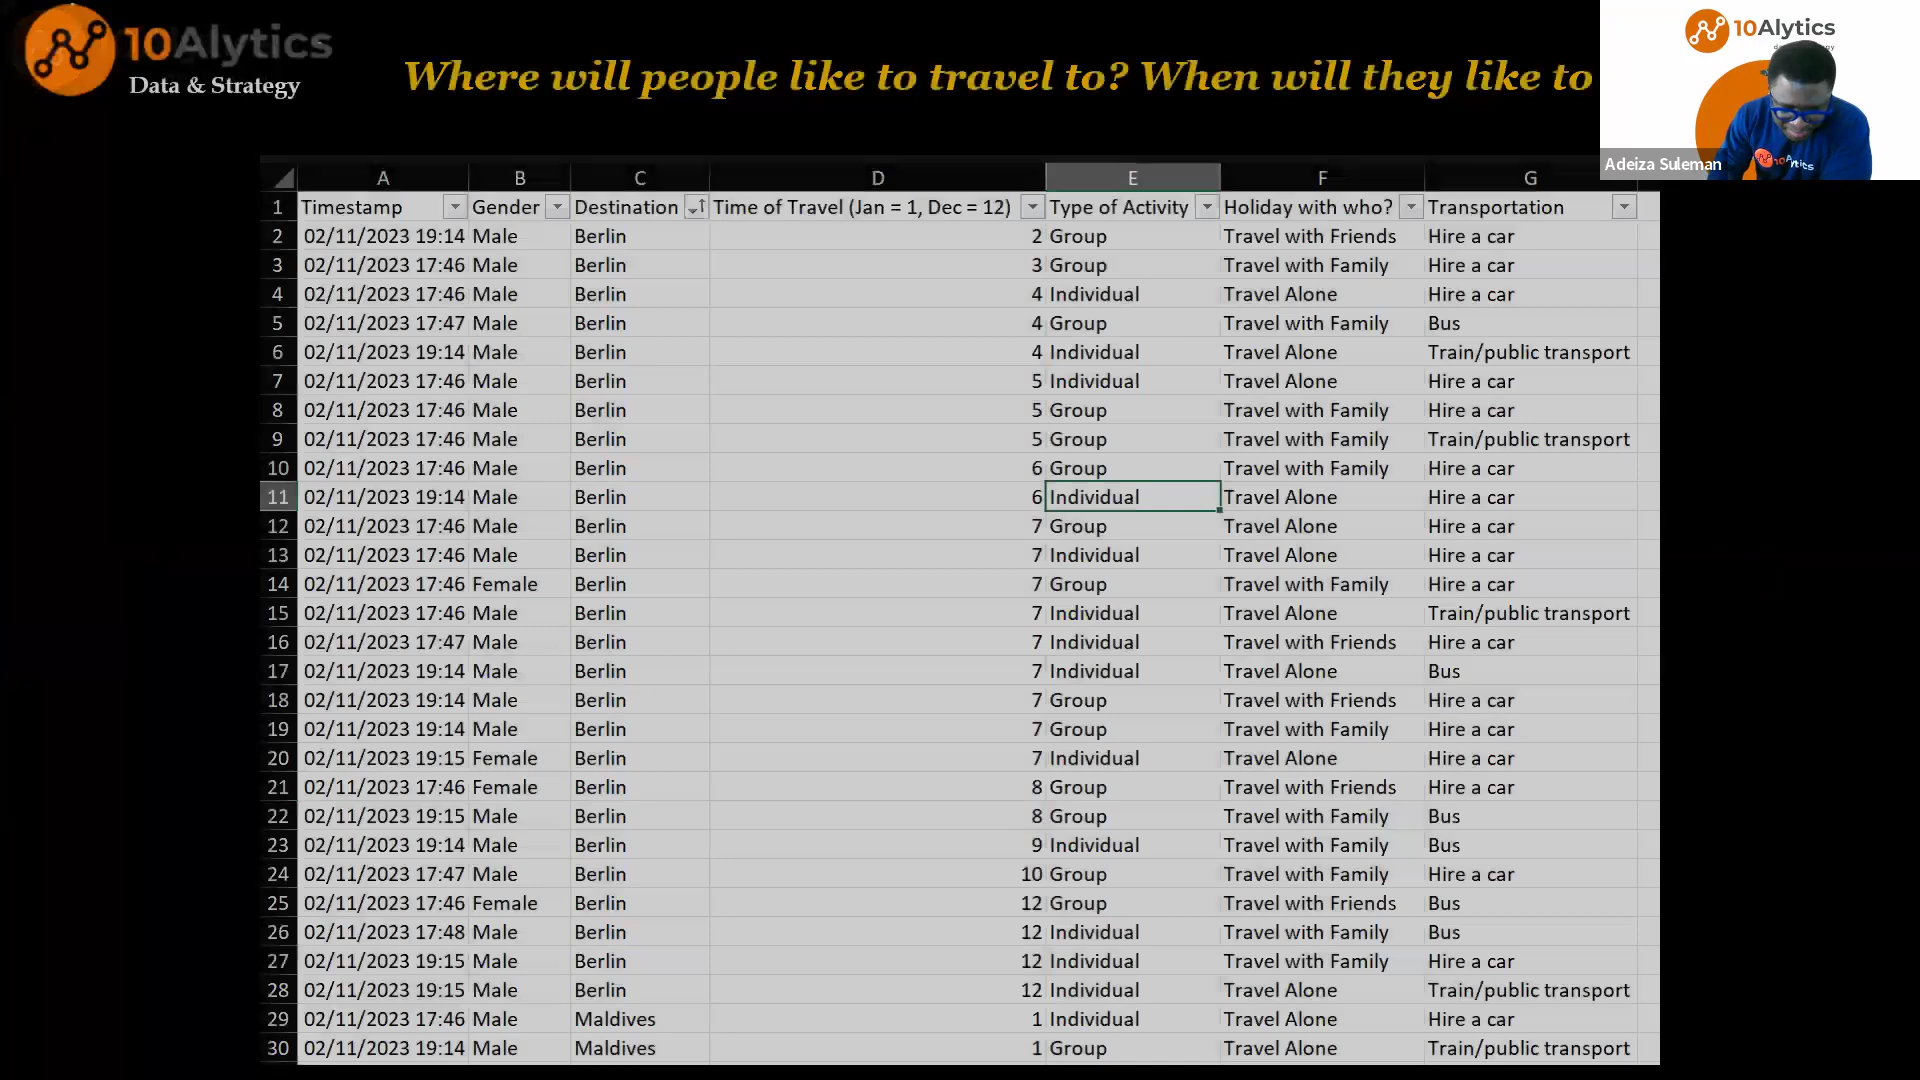 10Alytics
Data & Strategy
Where will people like to travel to? When will they like to
10Alytics
Adeiza Suleman
10Alytics
A B C D E F G
1 Timestamp Gender Destination Time of Travel (Jan = 1, Dec = 12) Type of Activity Holiday with who? Transportation
2 02/11/2023 19:14 Male Berlin 2 Group Travel with Friends Hire a car
3 02/11/2023 17:46 Male Berlin 3 Group Travel with Family Hire a car
4 02/11/2023 17:46 Male Berlin 4 Individual Travel Alone Hire a car
5 02/11/2023 17:47 Male Berlin 4 Group Travel with Family Bus
6 02/11/2023 19:14 Male Berlin 4 Individual Travel Alone Train/public transport
7 02/11/2023 17:46 Male Berlin 5 Individual Travel Alone Hire a car
8 02/11/2023 17:46 Male Berlin 5 Group Travel with Family Hire a car
9 02/11/2023 17:46 Male Berlin 5 Group Travel with Family Train/public transport
10 02/11/2023 17:46 Male Berlin 6 Group Travel with Family Hire a car
11 02/11/2023 19:14 Male Berlin 6 Individual Travel Alone Hire a car
12 02/11/2023 17:46 Male Berlin 7 Group Travel Alone Hire a car
13 02/11/2023 17:46 Male Berlin 7 Individual Travel Alone Hire a car
14 02/11/2023 17:46 Female Berlin 7 Group Travel with Family Hire a car
15 02/11/2023 17:46 Male Berlin 7 Individual Travel Alone Train/public transport
16 02/11/2023 17:47 Male Berlin 7 Individual Travel with Friends Hire a car
17 02/11/2023 19:14 Male Berlin 7 Individual Travel Alone Bus
18 02/11/2023 19:14 Male Berlin 7 Group Travel with Friends Hire a car
19 02/11/2023 19:14 Male Berlin 7 Group Travel with Family Hire a car
20 02/11/2023 19:15 Female Berlin 7 Individual Travel Alone Hire a car
21 02/11/2023 17:46 Female Berlin 8 Group Travel with Friends Hire a car
22 02/11/2023 19:15 Male Berlin 8 Group Travel with Family Bus
23 02/11/2023 19:14 Male Berlin 9 Individual Travel with Family Bus
24 02/11/2023 17:47 Male Berlin 10 Group Travel with Family Hire a car
25 02/11/2023 17:46 Female Berlin 12 Group Travel with Friends Bus
26 02/11/2023 17:48 Male Berlin 12 Individual Travel with Family Bus
27 02/11/2023 19:15 Male Berlin 12 Individual Travel with Family Hire a car
28 02/11/2023 19:15 Male Berlin 12 Individual Travel Alone Train/public transport
29 02/11/2023 17:46 Male Maldives 1 Individual Travel Alone Hire a car
30 02/11/2023 19:14 Male Maldives 1 Group Travel Alone Train/public transport